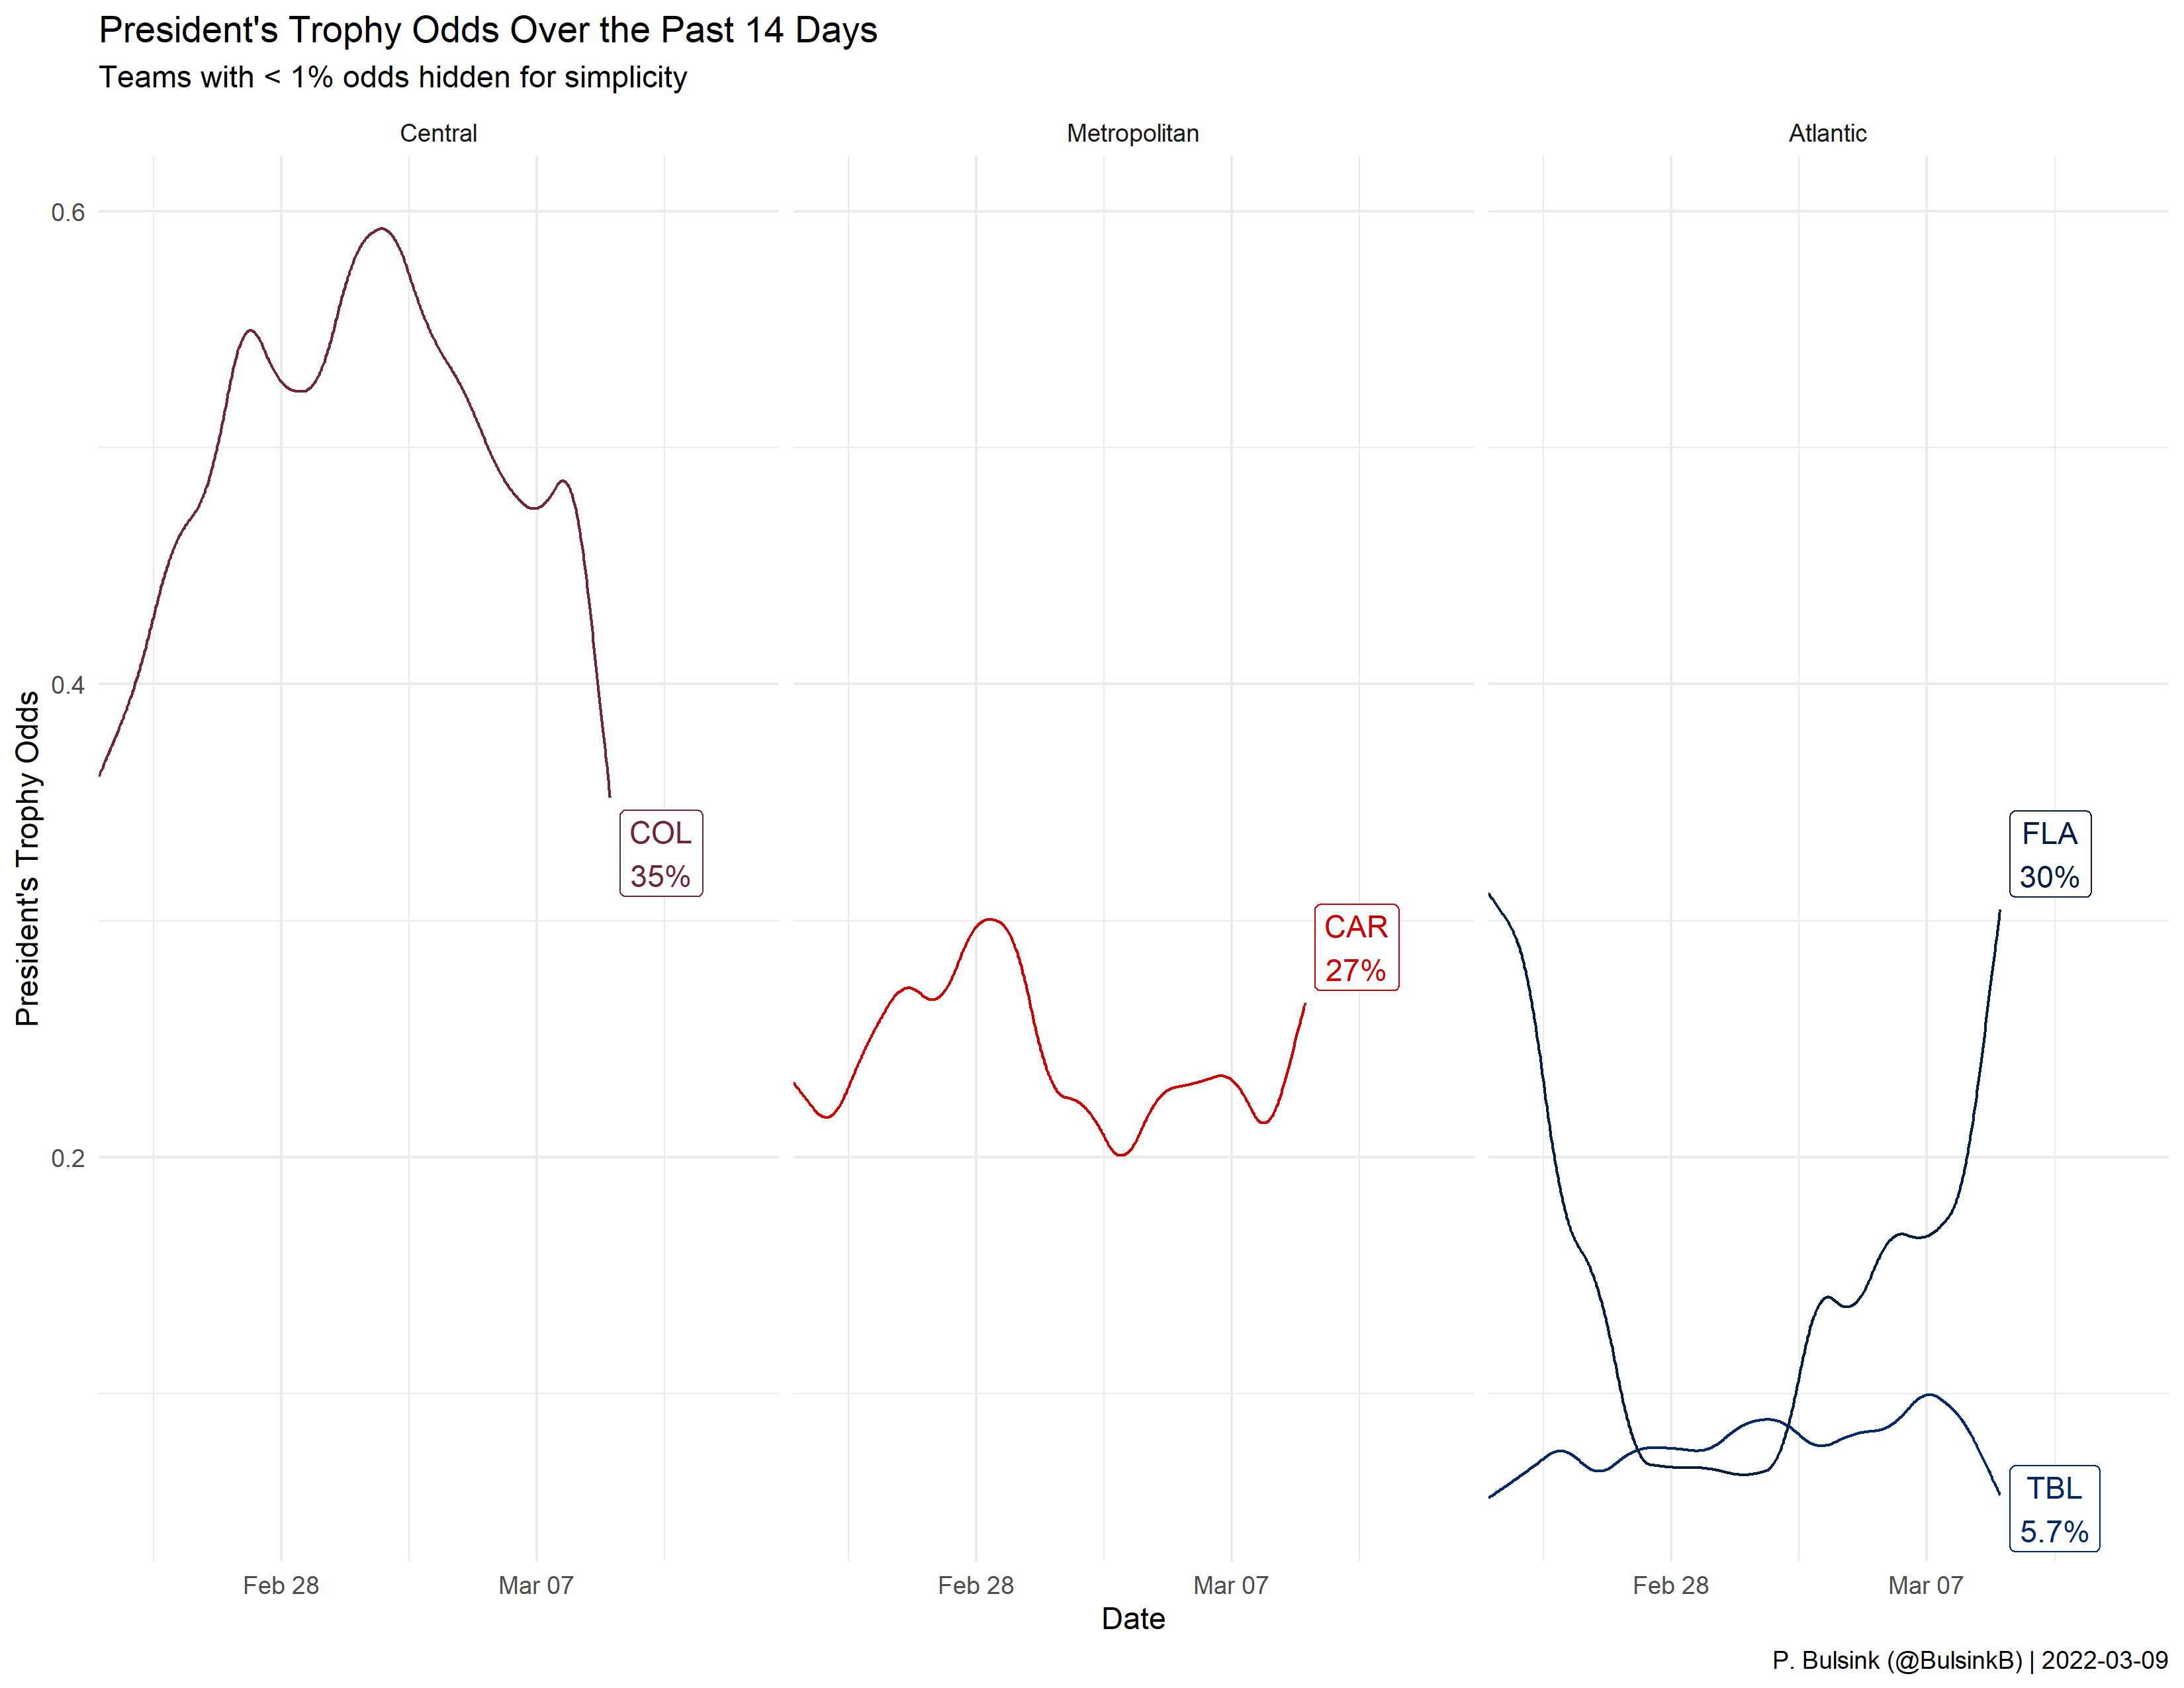 President's Trophy Odds Over the Past 14 Days
Teams with < 1% odds hidden for simplicity
Central
Metropolitan
Atlantic
President's Trophy Odds
0.6
0.4
0.2
COL
35%
CAR
27%
FLA
30%
TBL
5.7%
Feb 28
Mar 07
Feb 28
Mar 07
Feb 28
Mar 07
Date
P. Bulsink (@BulsinkB) | 2022-03-09